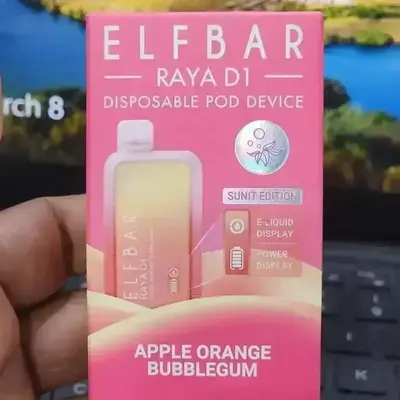 rch 8
ELFBAR
RAYA D1
DISPOSABLE POD DEVICE
SUNIT EDITION
E-LIQUID
DISPLAY
POWER
DISPLAY
ELFBAR
RAYA D1
APPLE ORANGE
BUBBLEGUM